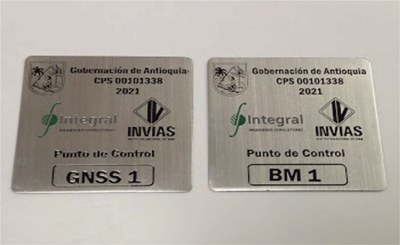 Gobernación de Antioquia
CPS 00101338
2021
Integral
INVIAS
Punto de Control
GNSS 1
Gobernación de Antioquia
CPS 00101338
2021
Integral
INVIAS
Punto de Control
BM 1